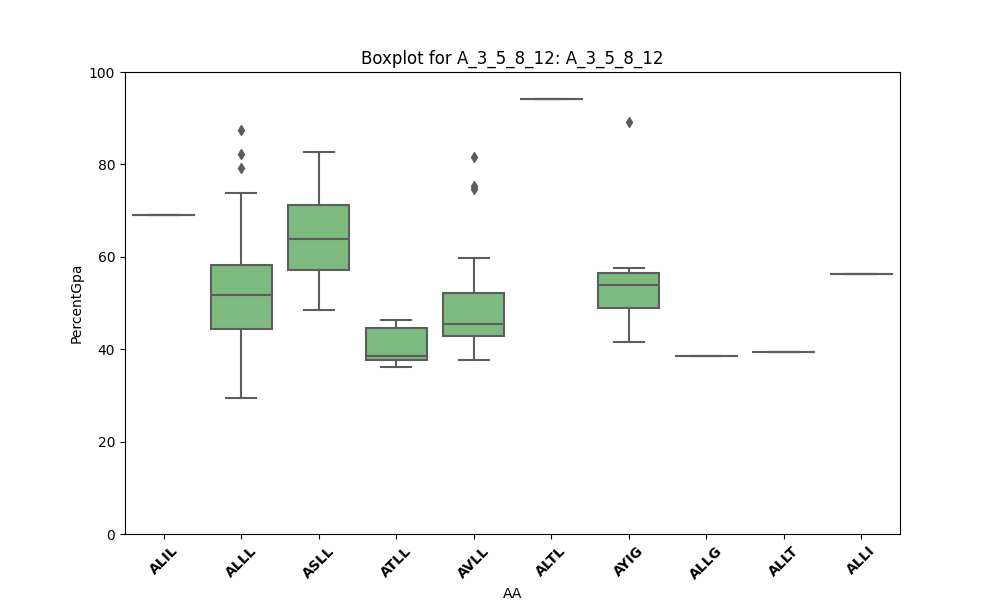 Boxplot for A_3_5_8_12: A_3_5_8_12
100
80
60
40
20
0
PercentGpa
ALIL
ALLL
ASLL
ATLL
AVLL
ALTL
AYIG
ALLG
ALLT
ALLI
AA